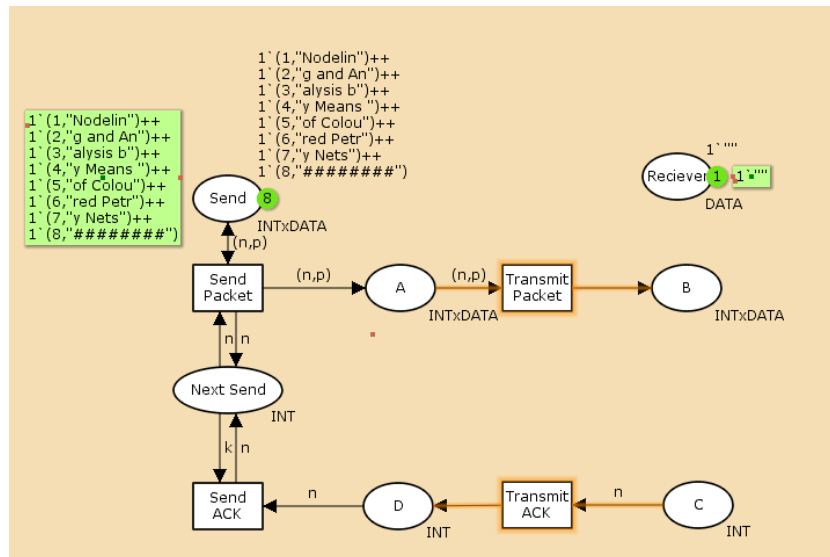 1`(1,"Nodelin")++
1`(2,"g and An")++
1`(3,"alysis b")++
1`(4,"y Means ")++
1`(5,"of Colou")++
1`(6,"red Petr")++
1`(7,"y Nets")++
1`(8,"########")
1`(1,"Nodelin")++
1`(2,"g and An")++
1`(3,"alysis b")++
1`(4,"y Means ")++
1`(5,"of Colou")++
1`(6,"red Petr")++
1`(7,"y Nets")++
1`(8,"########")
1`""
Send
8
INTxDATA
Reciever
1
1`""
DATA
(n,p)
Send
Packet
(n,p)
A
INTxDATA
(n,p)
Transmit
Packet
B
INTxDATA
n
n
Next Send
INT
k
n
Send
ACK
n
D
INT
Transmit
ACK
n
C
INT